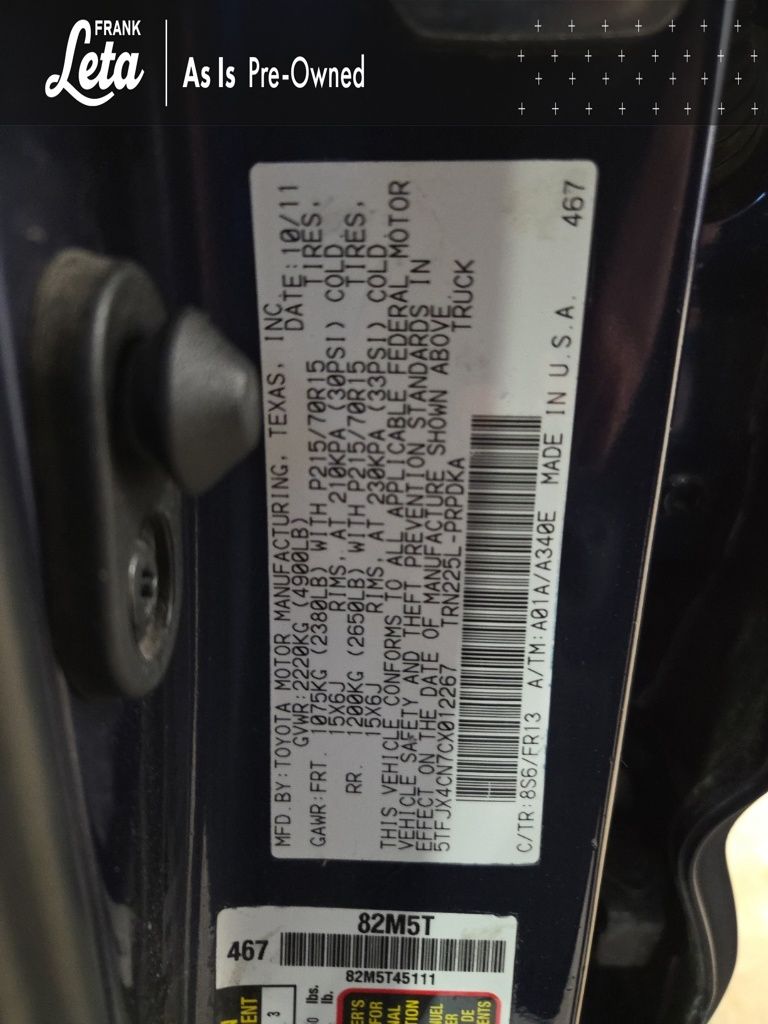 FRANK
Leta
As Is Pre-Owned
MFD. BY: TOYOTA MOTOR MANUFACTURING, TEXAS, INC.
GVWR: 2220KG (4900LB) DATE: 10/11
GAWR: FRT. 1075KG (2380LB) WITH P215/70R15 TIRES,
15X6J RIMS, AT 210KPA (30PSI) COLD
RR. 1200KG (2650LB) WITH P215/70R15 TIRES,
15X6J RIMS, AT 230KPA (33PSI) COLD
THIS VEHICLE CONFORMS TO ALL APPLICABLE FEDERAL MOTOR
VEHICLE SAFETY AND THEFT PREVENTION STANDARDS IN
EFFECT ON THE DATE OF MANUFACTURE SHOWN ABOVE.
5TFJX4CN7CX012267 TRN225L-PRPDKA TRUCK
C/TR: 8S6/FR13 A/TM: A01A/A340E MADE IN U.S.A. 467
82M5T
467
82M5T45111
lbs.
lb.
3